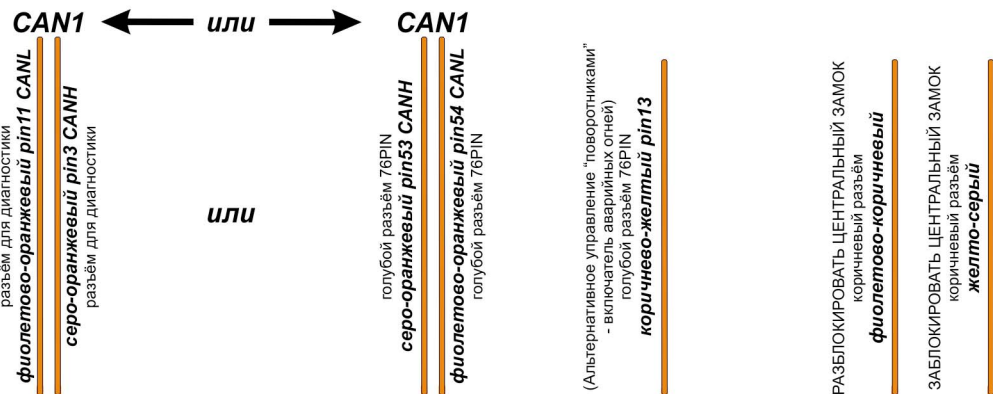 CAN1
или
CAN1
разъём для диагностики
фиолетово-оранжевый pin11 CANL
серо-оранжевый pin3 CANH
разъём для диагностики
или
голубой разъём 76PIN
серо-оранжевый pin53 CANH
фиолетово-оранжевый pin54 CANL
голубой разъём 76PIN
(Альтернативное управление "поворотниками"
- включатель аварийных огней)
голубой разъём 76PIN
коричнево-желтый pin13
РАЗБЛОКИРОВАТЬ ЦЕНТРАЛЬНЫЙ ЗАМОК
коричневый разъём
фиолетово-коричневый
ЗАБЛОКИРОВАТЬ ЦЕНТРАЛЬНЫЙ ЗАМОК
коричневый разъём
желто-серый